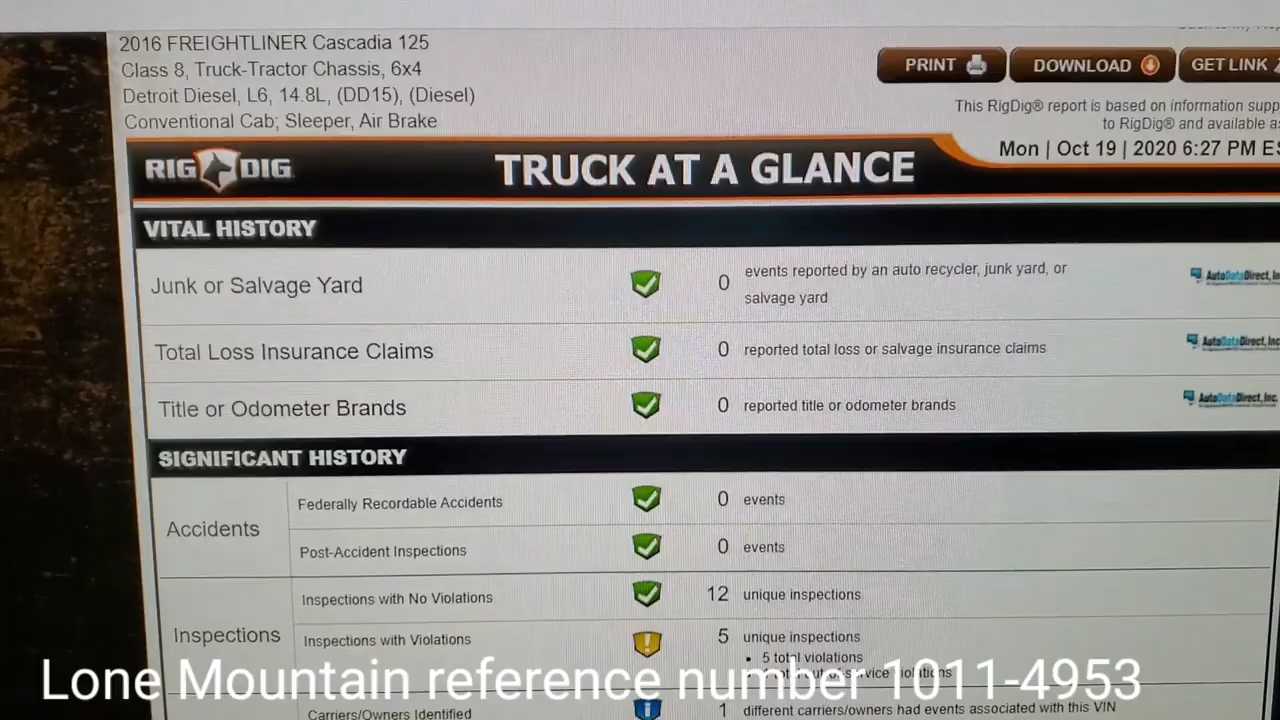 2016 FREIGHTLINER Cascadia 125
Class 8, Truck-Tractor Chassis, 6x4
Detroit Diesel, L6, 14.8L, (DD15), (Diesel)
Conventional Cab; Sleeper, Air Brake
PRINT
DOWNLOAD
GET LINK
This RigDig® report is based on information supp
to RigDig® and available a
Mon | Oct 19 | 2020 6:27 PM ES
RIG DIG
TRUCK AT A GLANCE
VITAL HISTORY
Junk or Salvage Yard
0
events reported by an auto recycler, junk yard, or
salvage yard
AutoDataDirect, In
Total Loss Insurance Claims
0
reported total loss or salvage insurance claims
AutoDataDirect, Inc
Title or Odometer Brands
0
reported title or odometer brands
AutoDataDirect, Inc.
SIGNIFICANT HISTORY
Accidents
Federally Recordable Accidents
0 events
Post-Accident Inspections
0 events
Inspections
Inspections with No Violations
12 unique inspections
Inspections with Violations
5 unique inspections
• 5 total violations
Carriers/Owners Identified
1 different carriers/owners had events associated with this VIN
Lone Mountain reference number 1011-4953